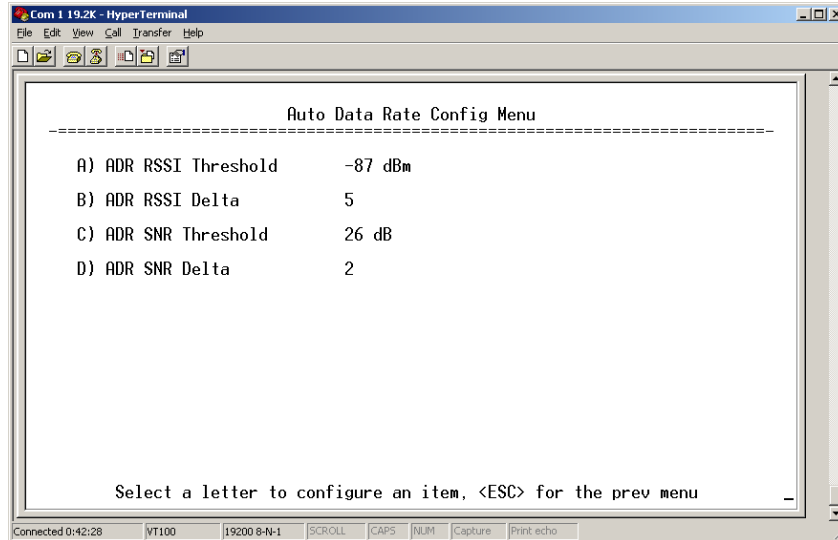 Com 1 19.2K - HyperTerminal
File Edit View Call Transfer Help
Auto Data Rate Config Menu
-==========================================================================-
A) ADR RSSI Threshold -87 dBm
B) ADR RSSI Delta 5
C) ADR SNR Threshold 26 dB
D) ADR SNR Delta 2
Select a letter to configure an item, <ESC> for the prev menu _
Connected 0:42:28 VT100 19200 8-N-1 SCROLL CAPS NUM Capture Print echo